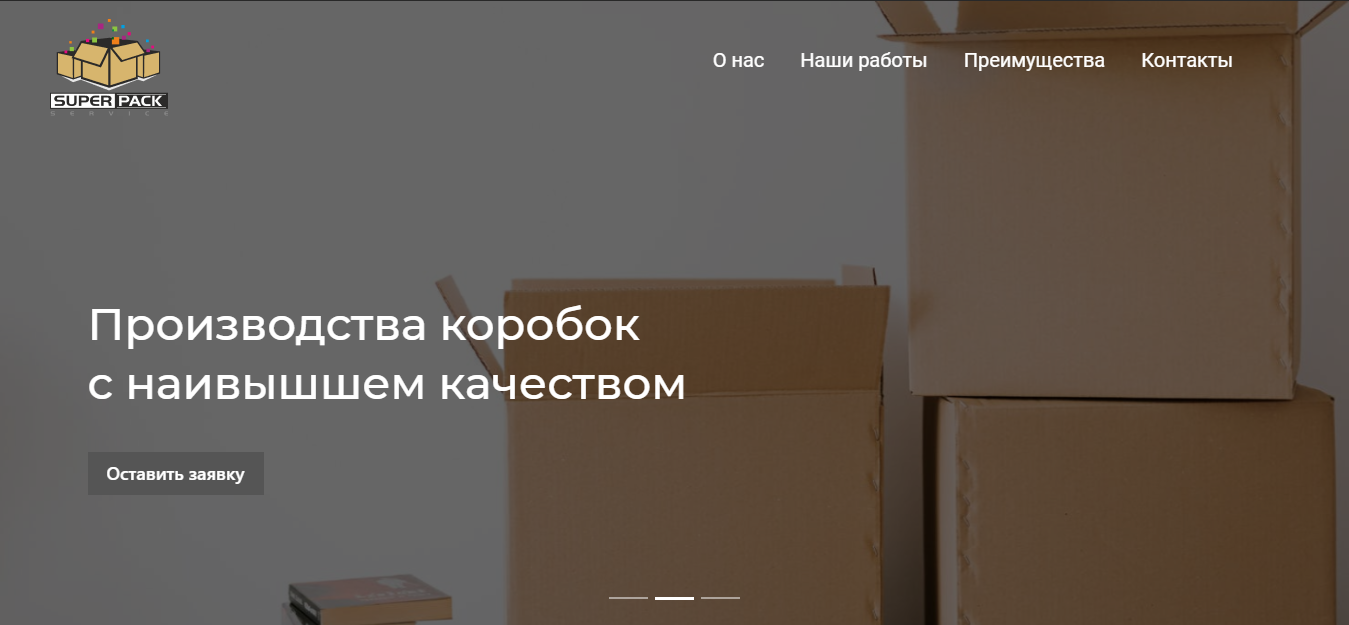 SUPER PACK
SERVICE
О нас Наши работы Преимущества Контакты
Производства коробок
с наивышшем качеством
Оставить заявку